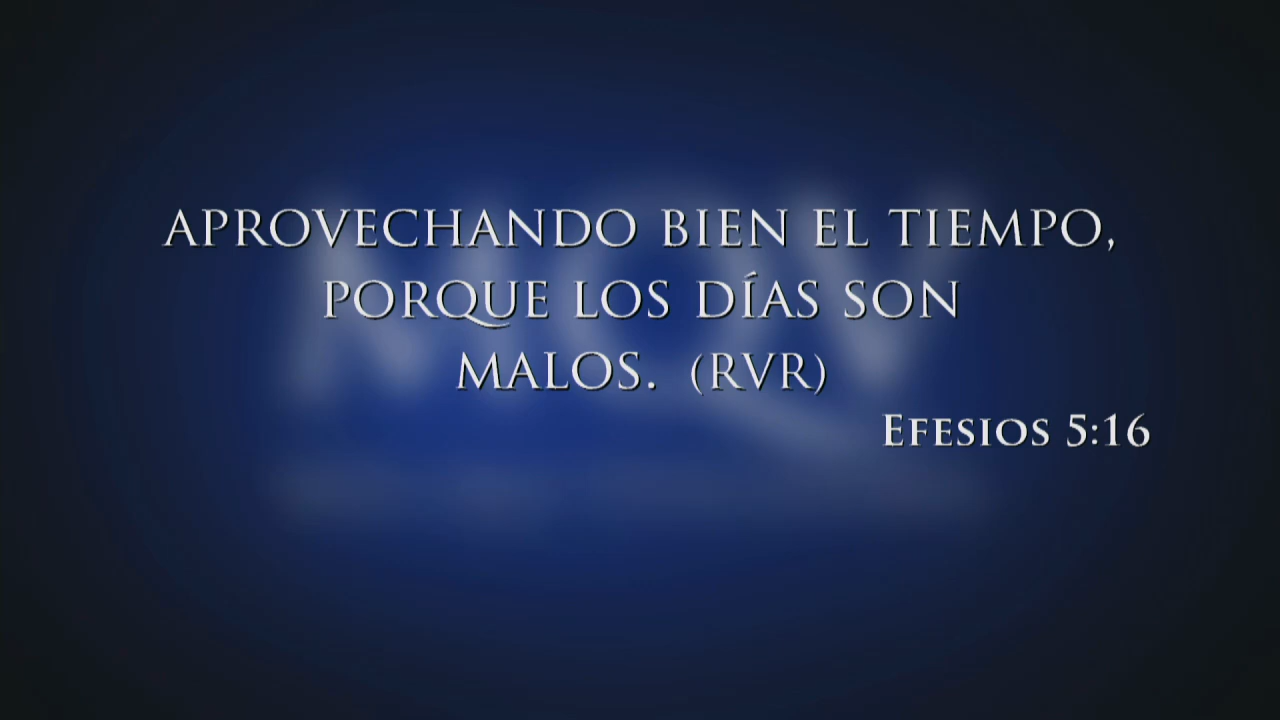 APROVECHANDO BIEN EL TIEMPO,
PORQUE LOS DÍAS SON
MALOS. (RVR)
EFESIOS 5:16